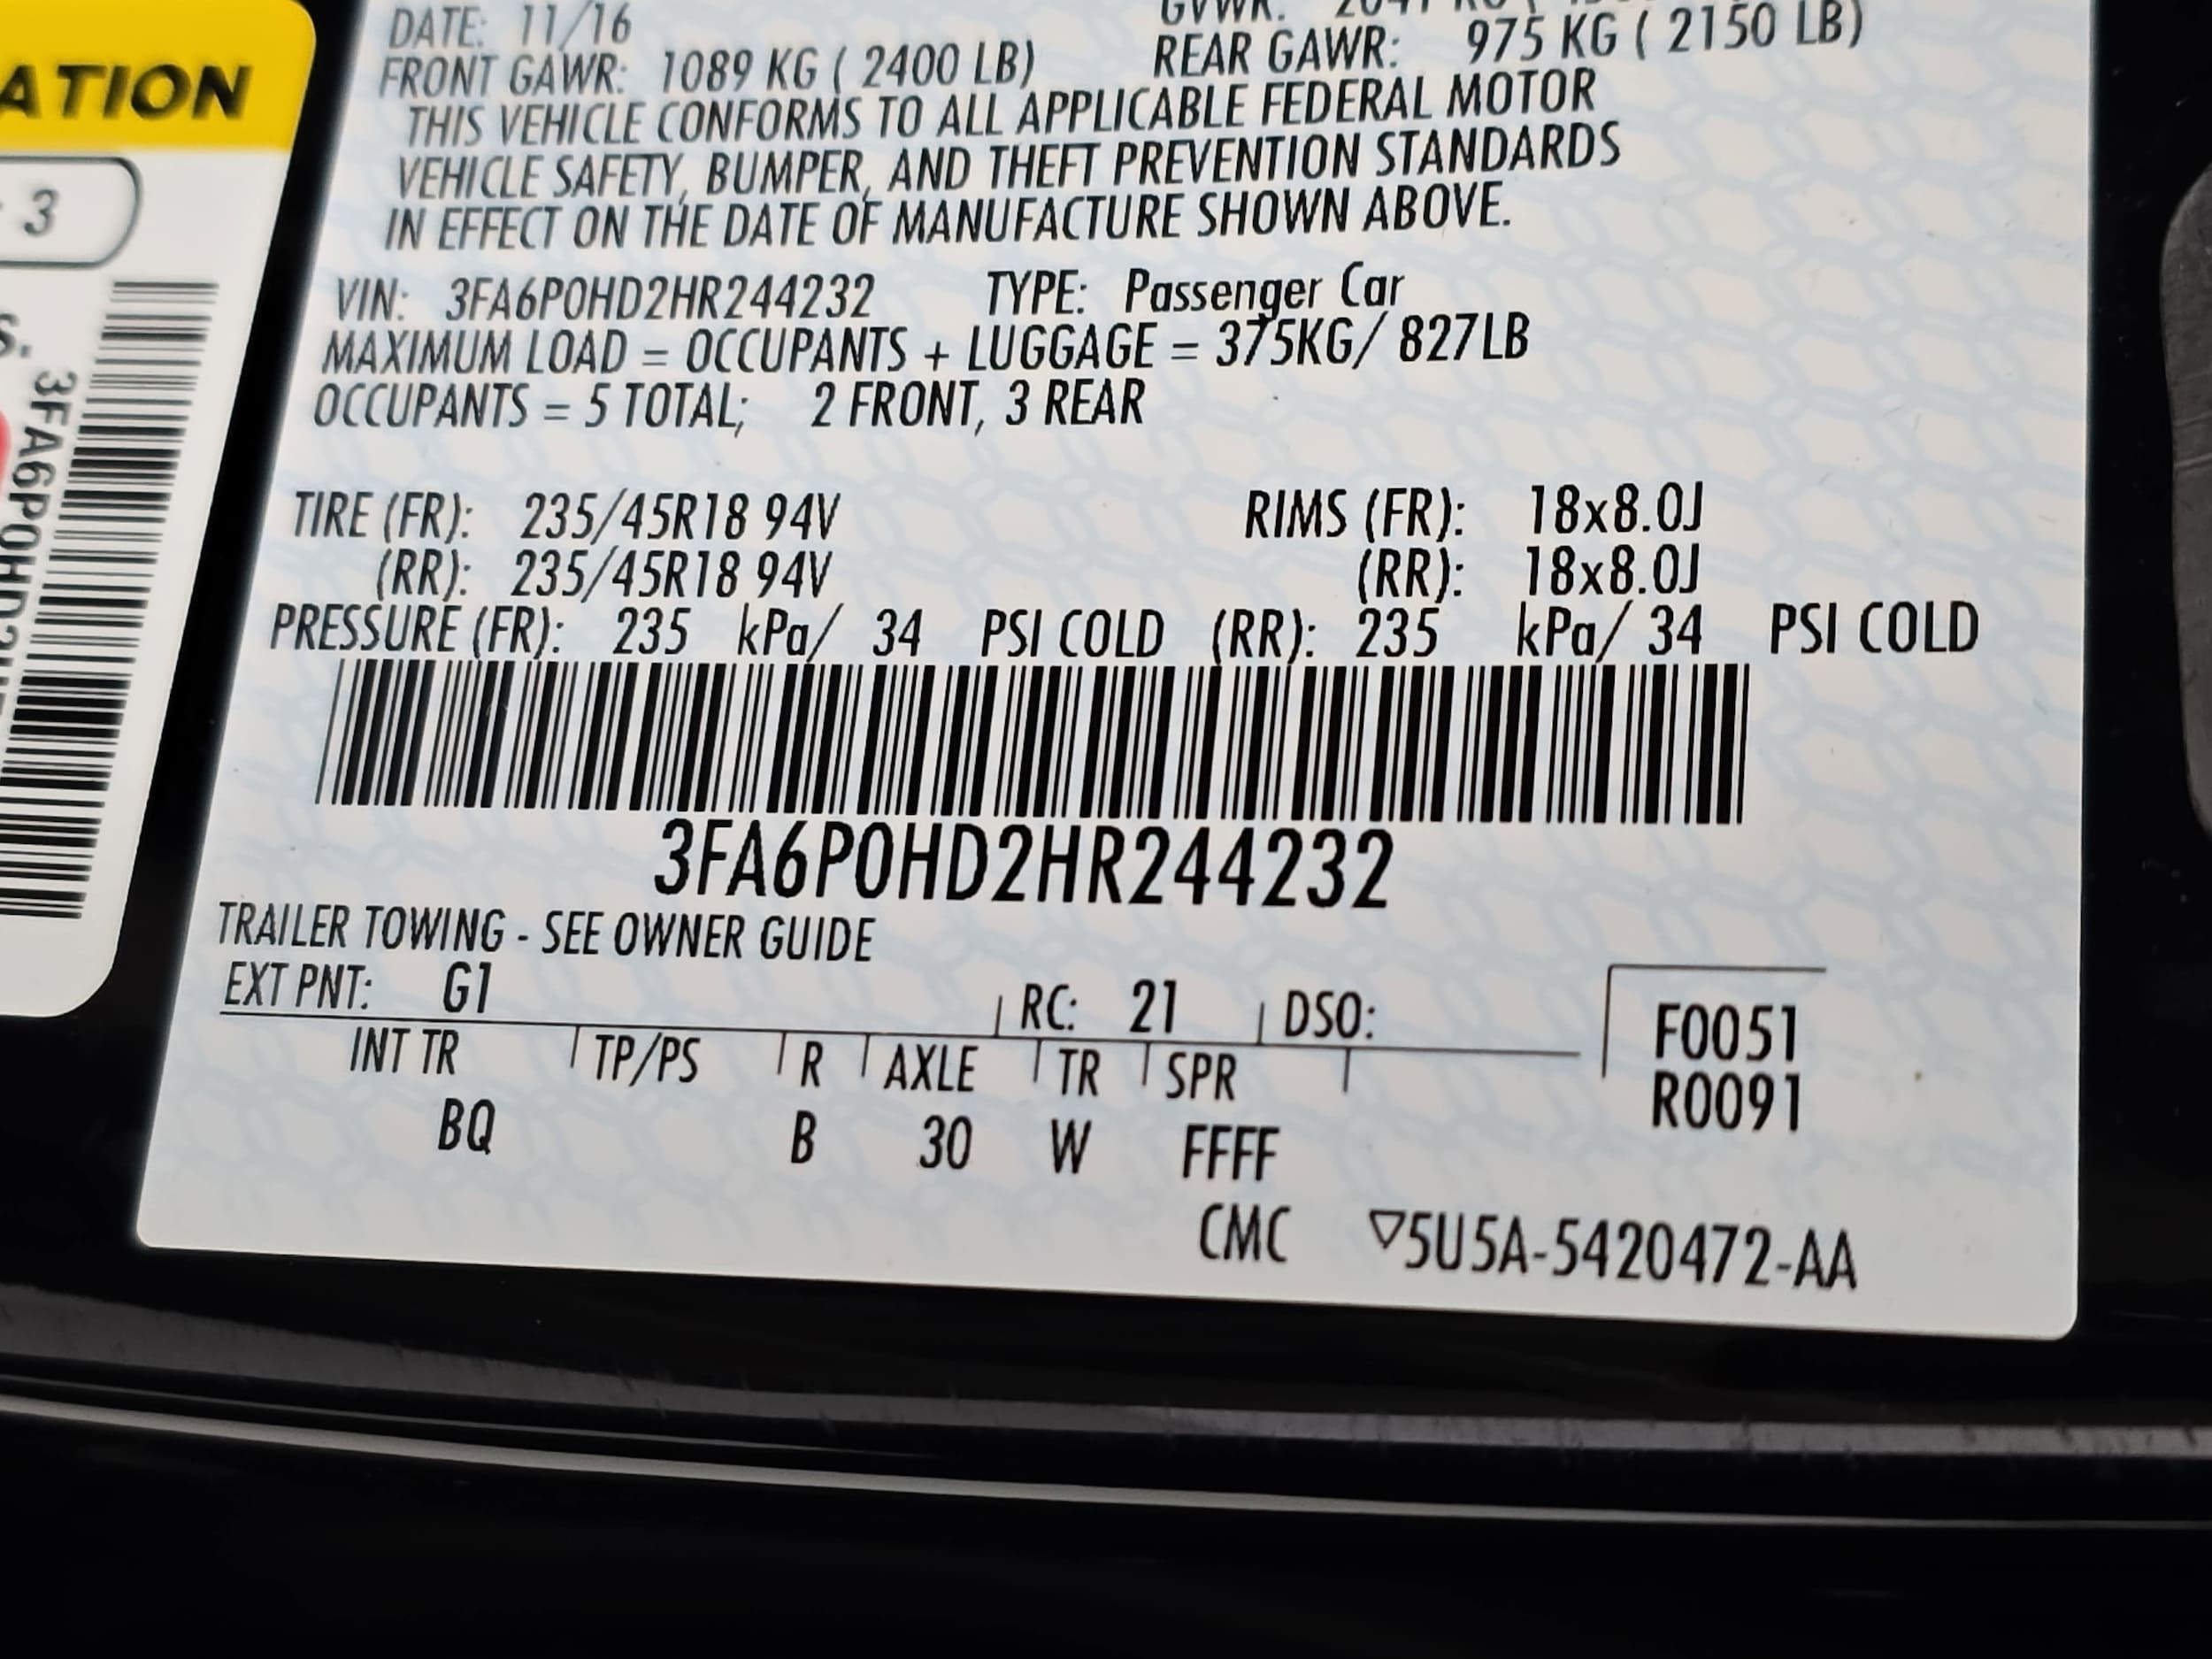 ATION
3
S.
3FA6P0HD2H
DATE: 11/16
GVWR:
FRONT GAWR: 1089 KG ( 2400 LB) REAR GAWR: 975 KG ( 2150 LB)
THIS VEHICLE CONFORMS TO ALL APPLICABLE FEDERAL MOTOR
VEHICLE SAFETY, BUMPER, AND THEFT PREVENTION STANDARDS
IN EFFECT ON THE DATE OF MANUFACTURE SHOWN ABOVE.
VIN: 3FA6P0HD2HR244232 TYPE: Passenger Car
MAXIMUM LOAD = OCCUPANTS + LUGGAGE = 375KG/ 827LB
OCCUPANTS = 5 TOTAL; 2 FRONT, 3 REAR
TIRE (FR): 235/45R18 94V RIMS (FR): 18x8.0J
(RR): 235/45R18 94V (RR): 18x8.0J
PRESSURE (FR): 235 kPa/ 34 PSI COLD (RR): 235 kPa/ 34 PSI COLD
3FA6P0HD2HR244232
TRAILER TOWING - SEE OWNER GUIDE
EXT PNT: G1 RC: 21 DSO:
F0051
R0091
INT TR TP/PS R AXLE TR SPR
BQ B 30 W FFFF
CMC ▽5U5A-5420472-AA